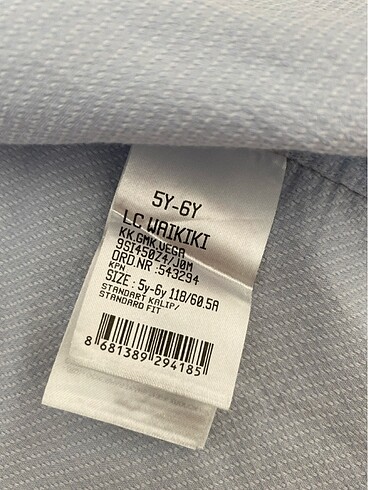 5Y-6Y
LC WAIKIKI
KK.GMK.VEGA
9SI450Z4/J0M
ORD.NR :543294
KPN
SIZE : 5y-6y 118/60.5A
STANDART KALIP/
STANDARD FIT
8 681389 294185